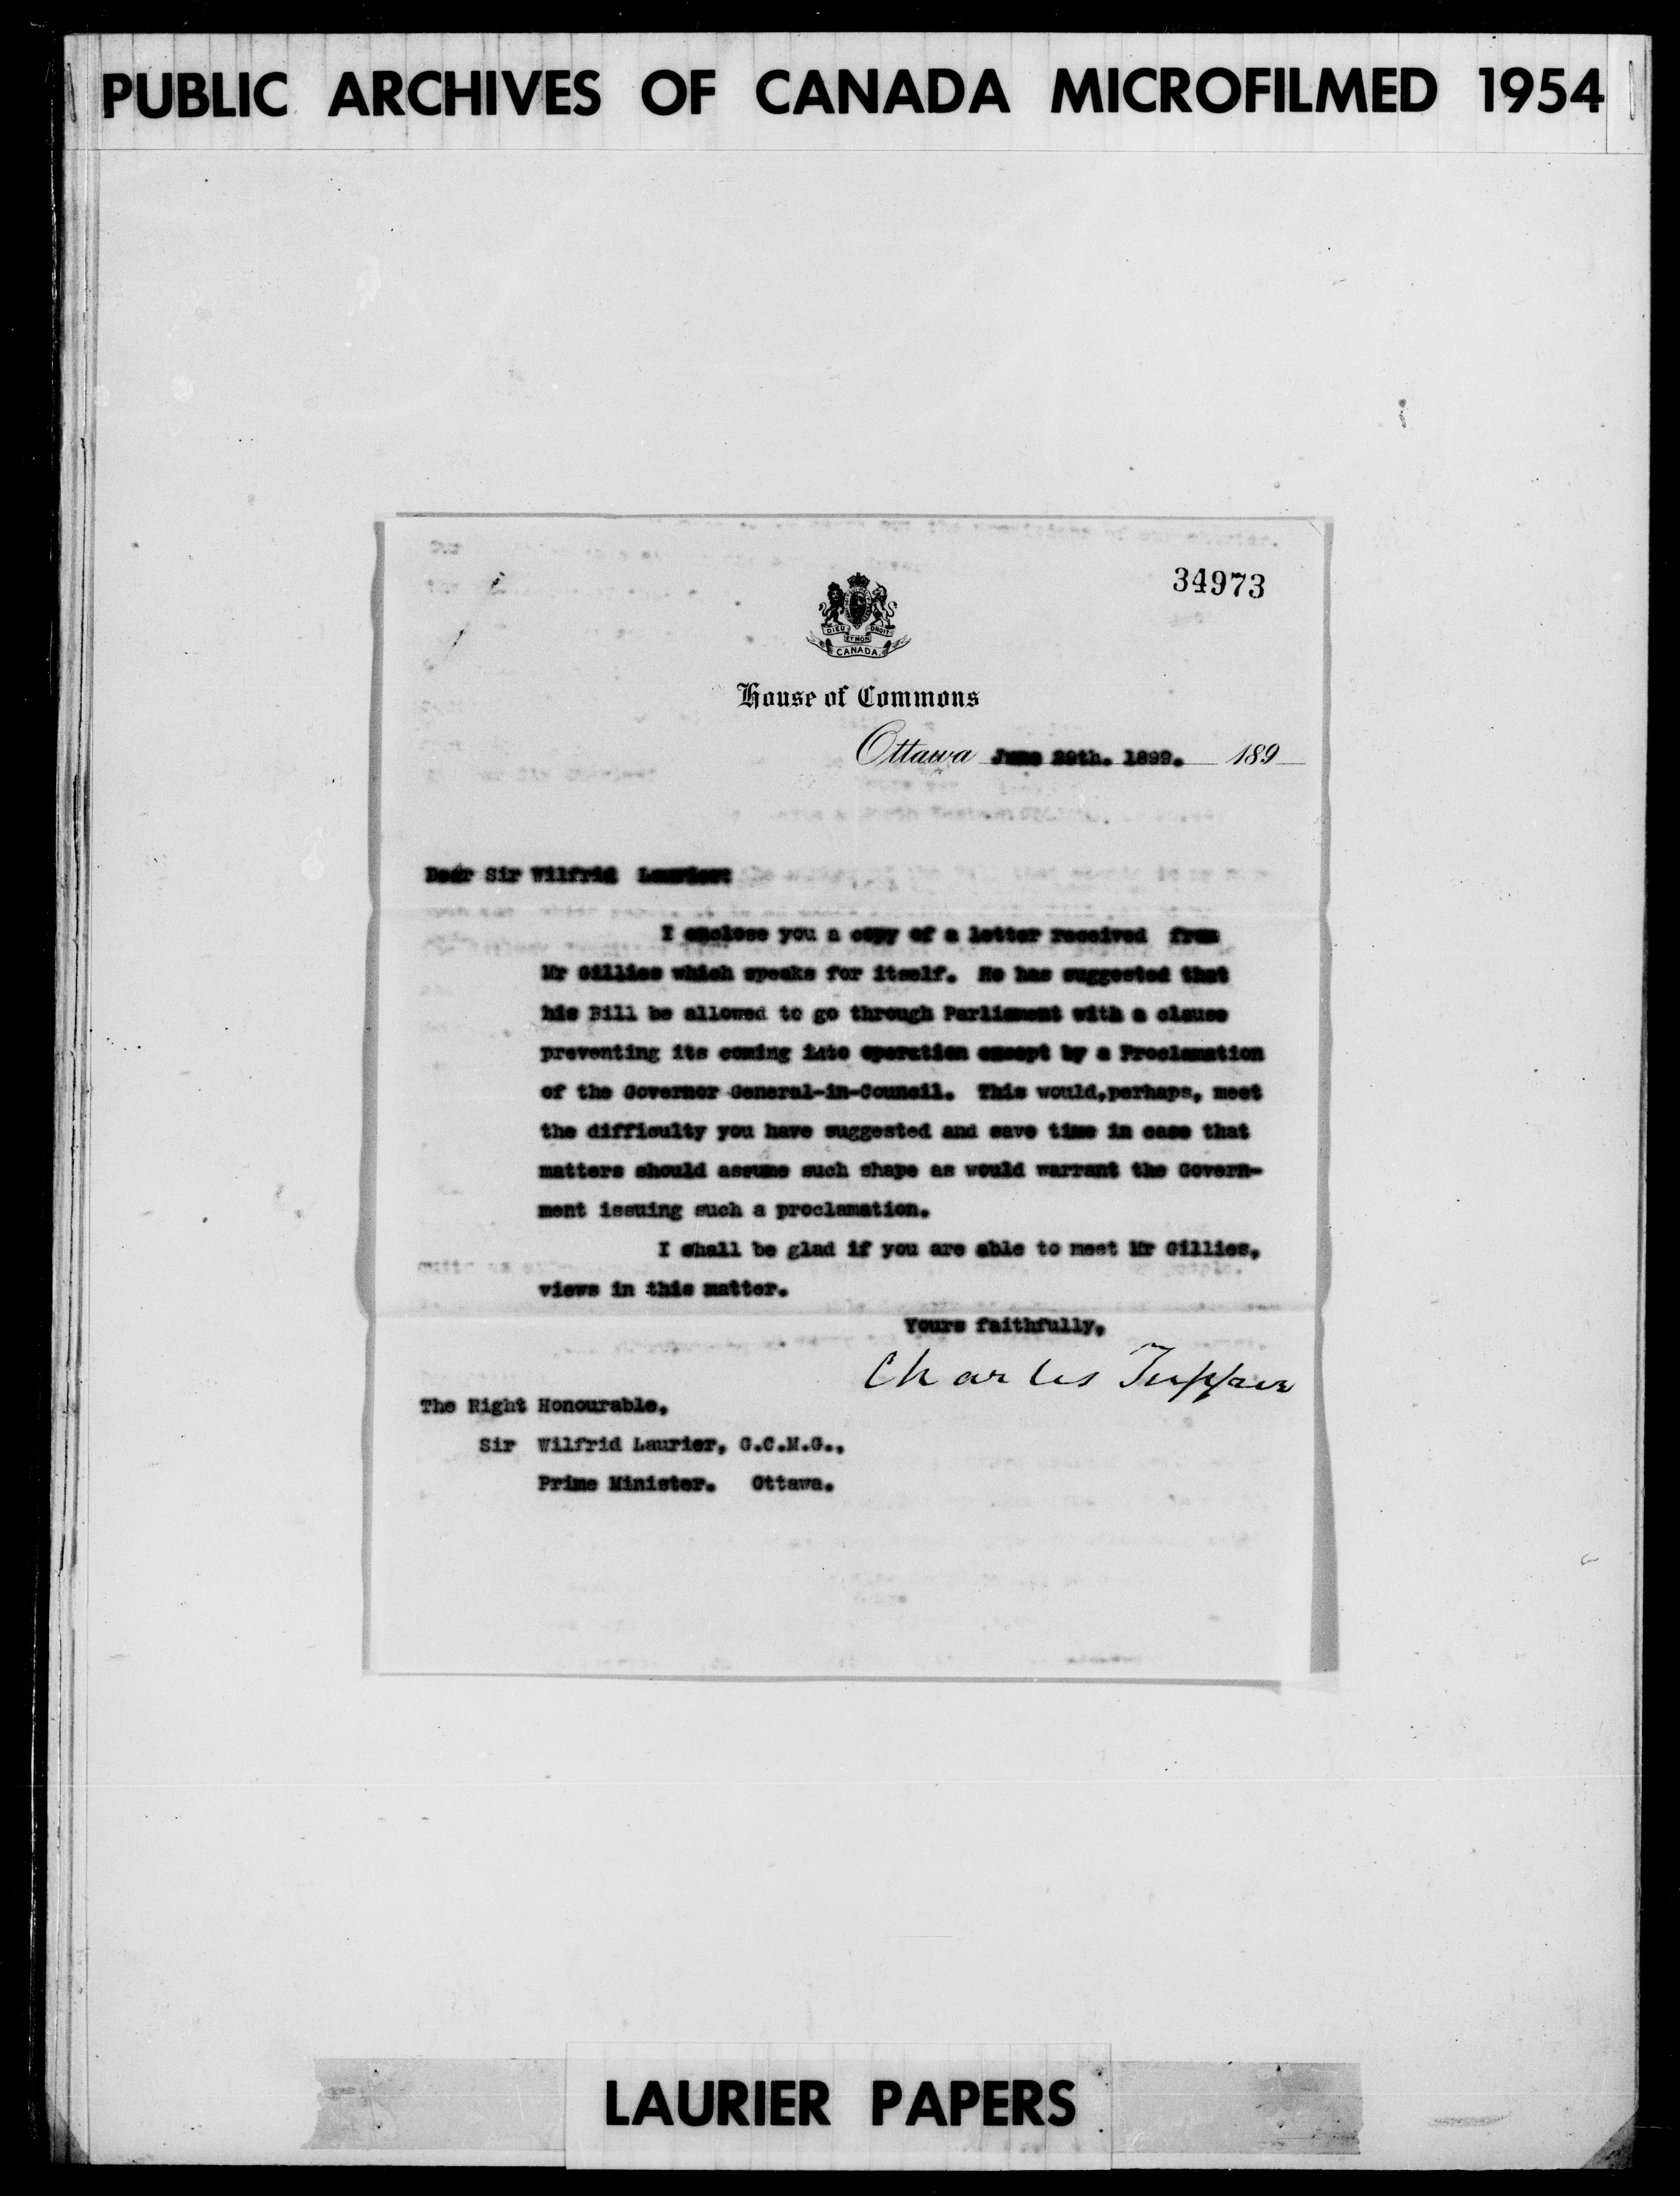 PUBLIC ARCHIVES OF CANADA MICROFILMED 1954
34973
DIEU ET MON DROIT
CANADA
House of Commons
Ottawa June 29th. 1899. 189
Dear Sir Wilfrid Laurier:
I enclose you a copy of a letter received from
Mr Gillies which speaks for itself. He has suggested that
his Bill be allowed to go through Parliament with a clause
preventing its coming into operation except by a Proclamation
of the Governor General-in-Council. This would,perhaps, meet
the difficulty you have suggested and save time in case that
matters should assume such shape as would warrant the Govern-
ment issuing such a proclamation.
I shall be glad if you are able to meet Mr Gillies,
views in this matter.
Yours faithfully,
Charles Tupper
The Right Honourable,
Sir Wilfrid Laurier, G.C.M.G.,
Prime Minister. Ottawa.
LAURIER PAPERS